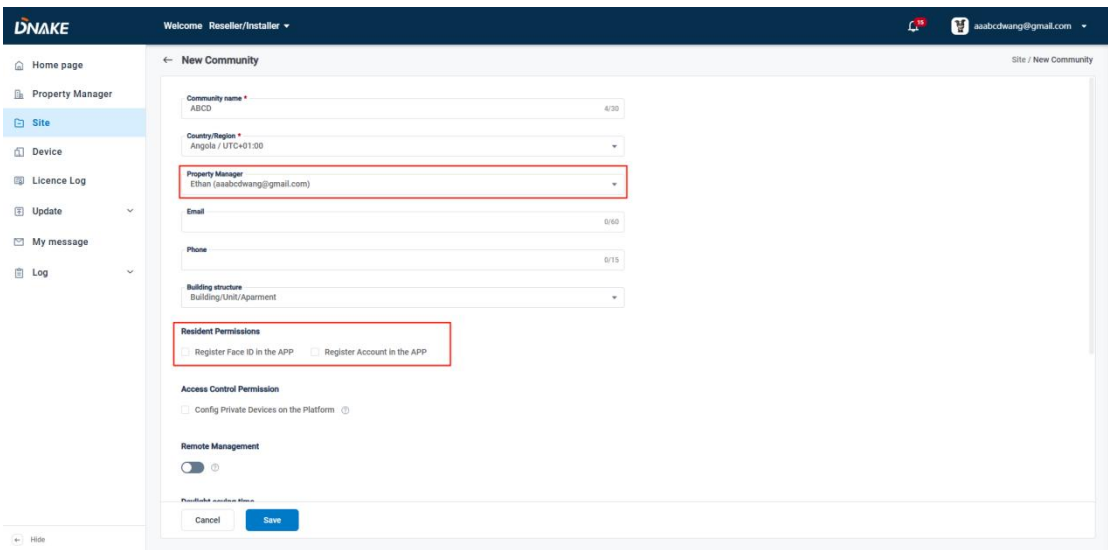 DNAKE
Welcome Reseller/Installer
15
aaabcdwang@gmail.com
Home page
Property Manager
Site
Device
Licence Log
Update
My message
Log
Hide
← New Community
Site / New Community
Community name *
ABCD
4/30
Country/Region *
Angola / UTC+01:00
Property Manager
Ethan (aaabcdwang@gmail.com)
Email
0/60
Phone
0/15
Building structure
Building/Unit/Aparment
Resident Permissions
Register Face ID in the APP
Register Account in the APP
Access Control Permission
Config Private Devices on the Platform
Remote Management
Daylight saving time
Cancel
Save